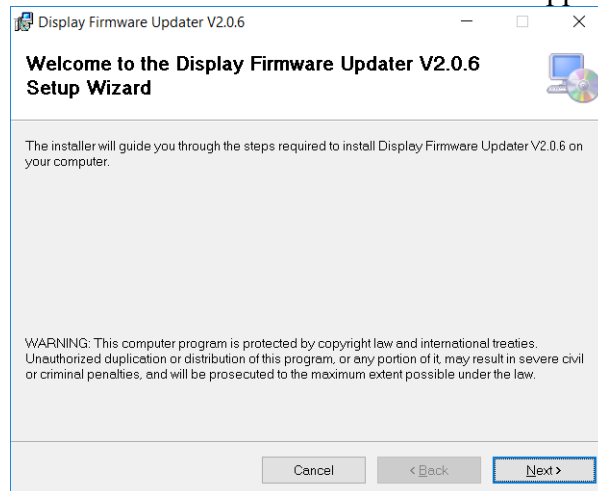 Display Firmware Updater V2.0.6
Welcome to the Display Firmware Updater V2.0.6
Setup Wizard
The installer will guide you through the steps required to install Display Firmware Updater V2.0.6 on
your computer.
WARNING: This computer program is protected by copyright law and international treaties.
Unauthorized duplication or distribution of this program, or any portion of it, may result in severe civil
or criminal penalties, and will be prosecuted to the maximum extent possible under the law.
Cancel
< Back
Next >